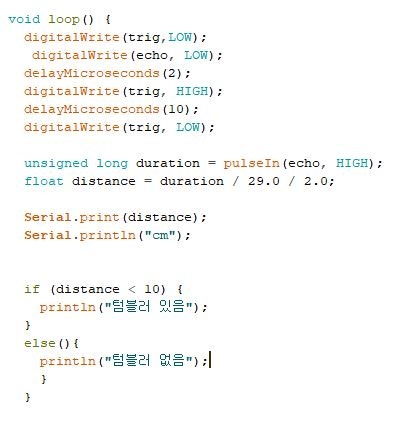 void loop() {
  digitalWrite(trig,LOW);
   digitalWrite(echo, LOW);
  delayMicroseconds(2);
  digitalWrite(trig, HIGH);
  delayMicroseconds(10);
  digitalWrite(trig, LOW);

  unsigned long duration = pulseIn(echo, HIGH);
  float distance = duration / 29.0 / 2.0;

  Serial.print(distance);
  Serial.println("cm");


  if (distance < 10) {
    println("텀블러 있음");
  }
  else(){
    println("텀블러 없음");
    }
  }